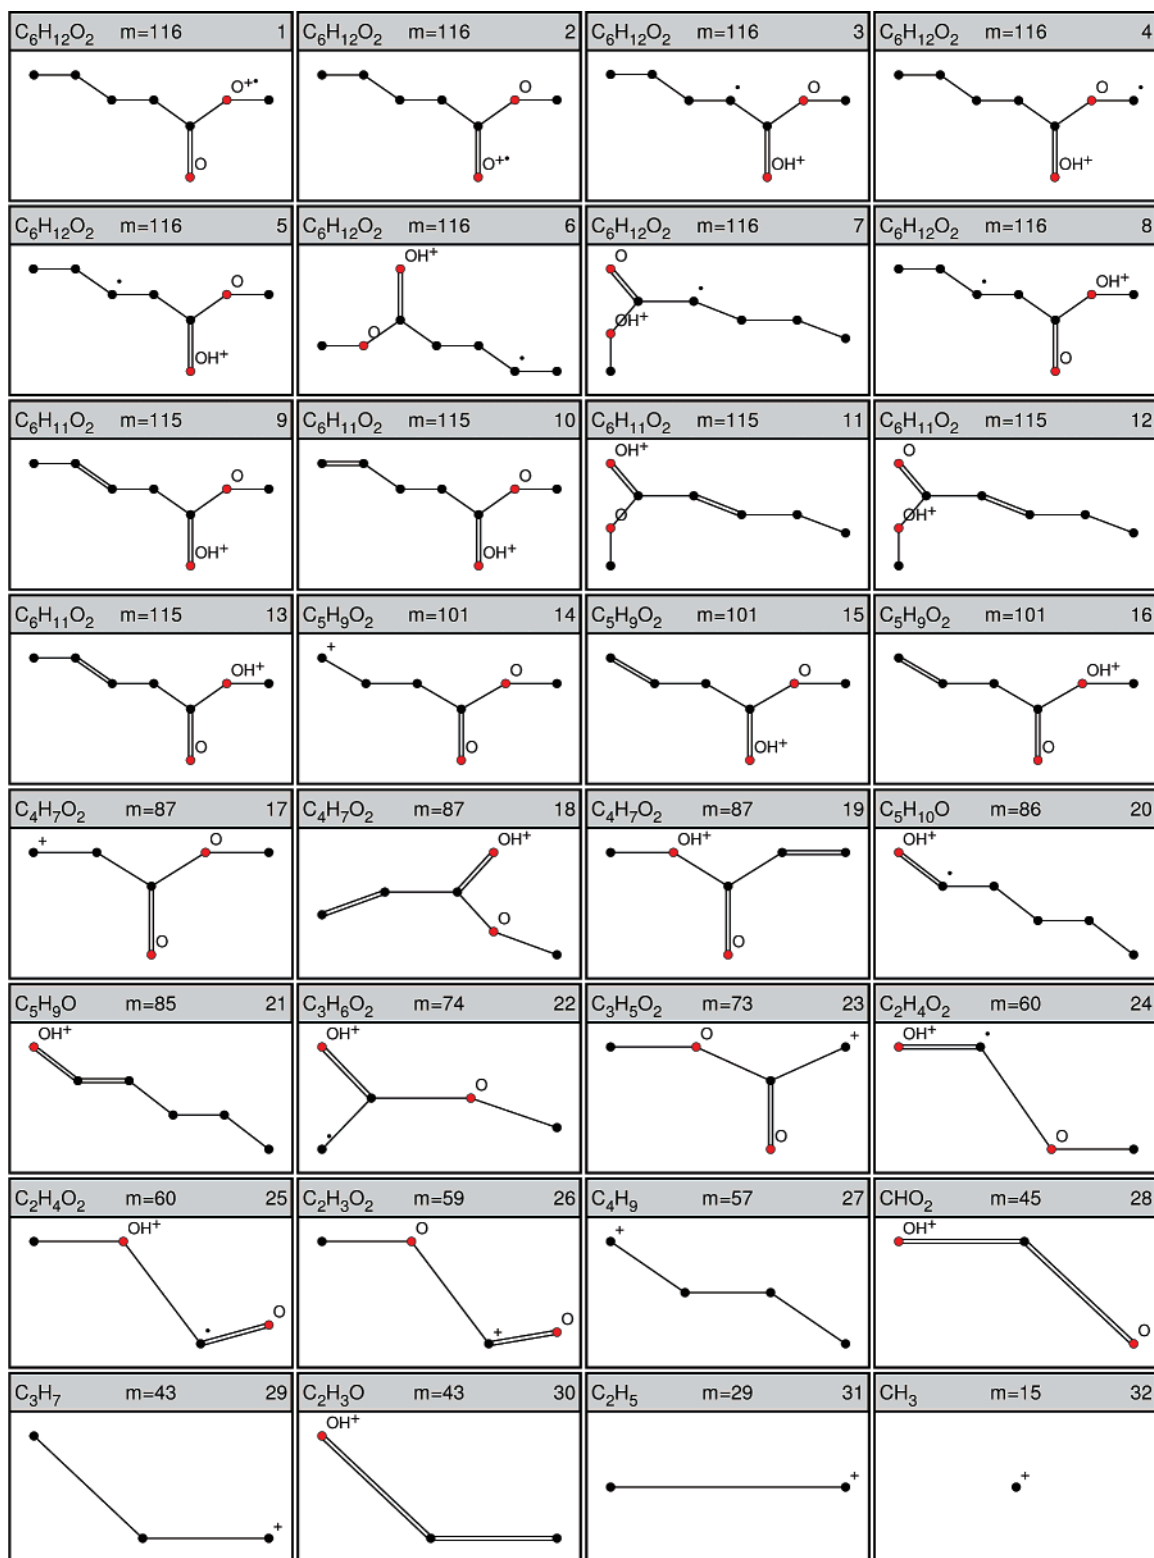 C₆H₁₂O₂ m=116 1 C₆H₁₂O₂ m=116 2 C₆H₁₂O₂ m=116 3 C₆H₁₂O₂ m=116 4
O⁺• O O O
O O⁺• OH⁺ OH⁺
C₆H₁₂O₂ m=116 5 C₆H₁₂O₂ m=116 6 C₆H₁₂O₂ m=116 7 C₆H₁₂O₂ m=116 8
O OH⁺ O OH⁺
OH⁺ O OH⁺ O
C₆H₁₁O₂ m=115 9 C₆H₁₁O₂ m=115 10 C₆H₁₁O₂ m=115 11 C₆H₁₁O₂ m=115 12
O O OH⁺ O
OH⁺ OH⁺ O OH⁺
C₆H₁₁O₂ m=115 13 C₅H₉O₂ m=101 14 C₅H₉O₂ m=101 15 C₅H₉O₂ m=101 16
OH⁺ + O O OH⁺
O O OH⁺ O
C₄H₇O₂ m=87 17 C₄H₇O₂ m=87 18 C₄H₇O₂ m=87 19 C₅H₁₀O m=86 20
+ O OH⁺ OH⁺ OH⁺
O O O
C₅H₉O m=85 21 C₃H₆O₂ m=74 22 C₃H₅O₂ m=73 23 C₂H₄O₂ m=60 24
OH⁺ OH⁺ O + OH⁺
O O O
C₂H₄O₂ m=60 25 C₂H₃O₂ m=59 26 C₄H₉ m=57 27 CHO₂ m=45 28
OH⁺ O + OH⁺
O + O O
C₃H₇ m=43 29 C₂H₃O m=43 30 C₂H₅ m=29 31 CH₃ m=15 32
+ OH⁺ + +